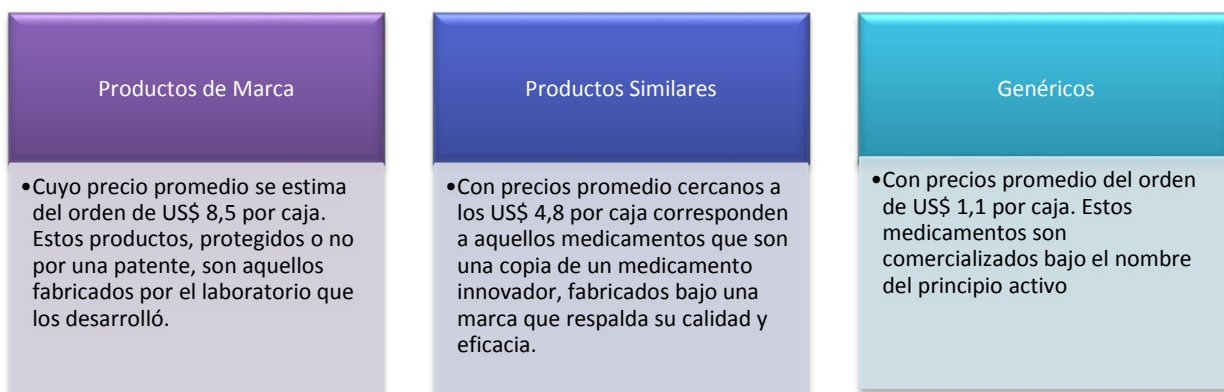 Productos de Marca
•Cuyo precio promedio se estima
del orden de US$ 8,5 por caja.
Estos productos, protegidos o no
por una patente, son aquellos
fabricados por el laboratorio que
los desarrolló.
Productos Similares
•Con precios promedio cercanos a
los US$ 4,8 por caja corresponden
a aquellos medicamentos que son
una copia de un medicamento
innovador, fabricados bajo una
marca que respalda su calidad y
eficacia.
Genéricos
•Con precios promedio del orden
de US$ 1,1 por caja. Estos
medicamentos son
comercializados bajo el nombre
del principio activo